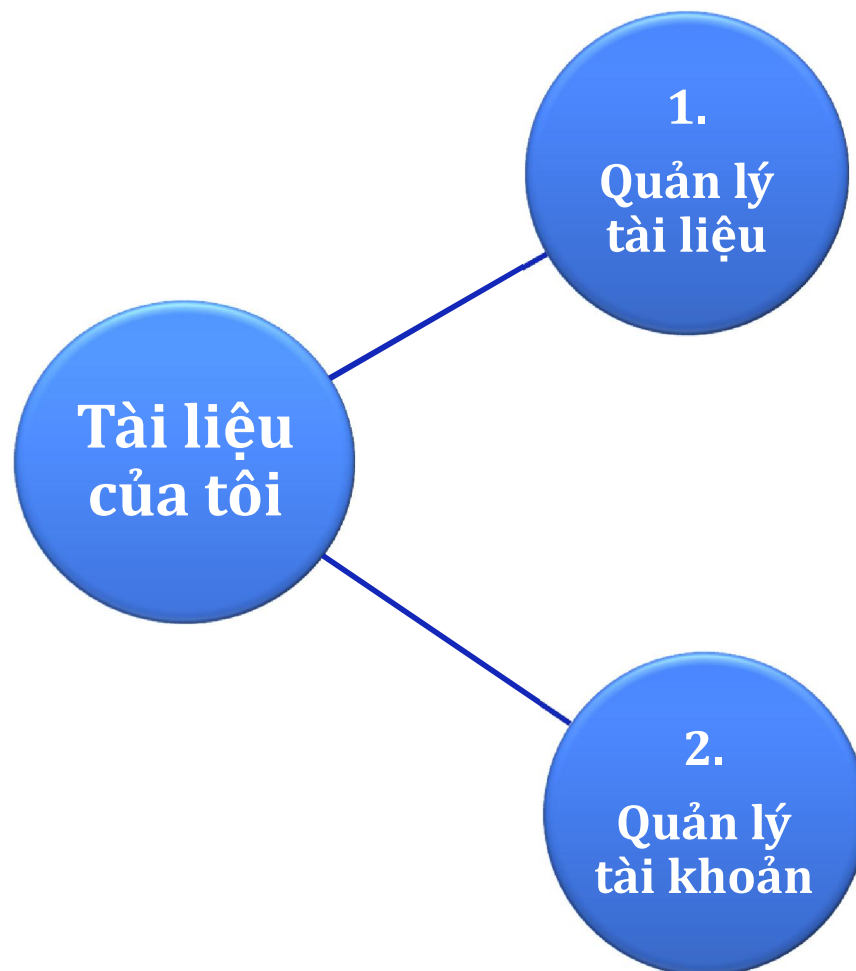 1.
Quản lý
tài liệu
Tài liệu
của tôi
2.
Quản lý
tài khoản